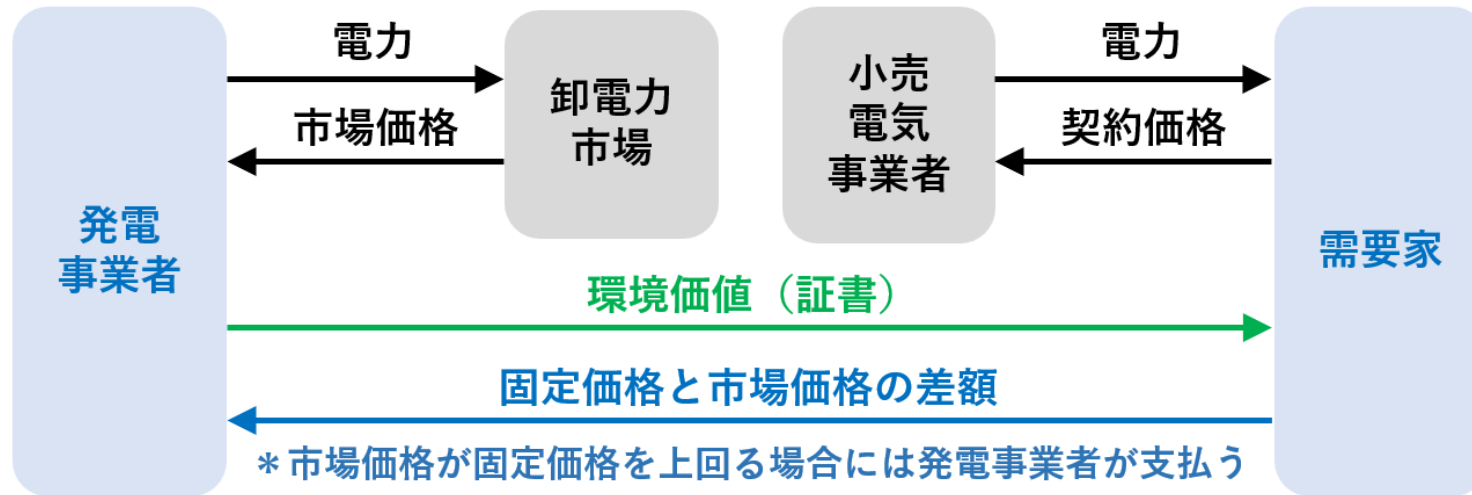 電力
市場価格
卸電力
市場
小売
電気
事業者
電力
契約価格
発電
事業者
需要家
環境価値（証書）
固定価格と市場価格の差額
＊市場価格が固定価格を上回る場合には発電事業者が支払う